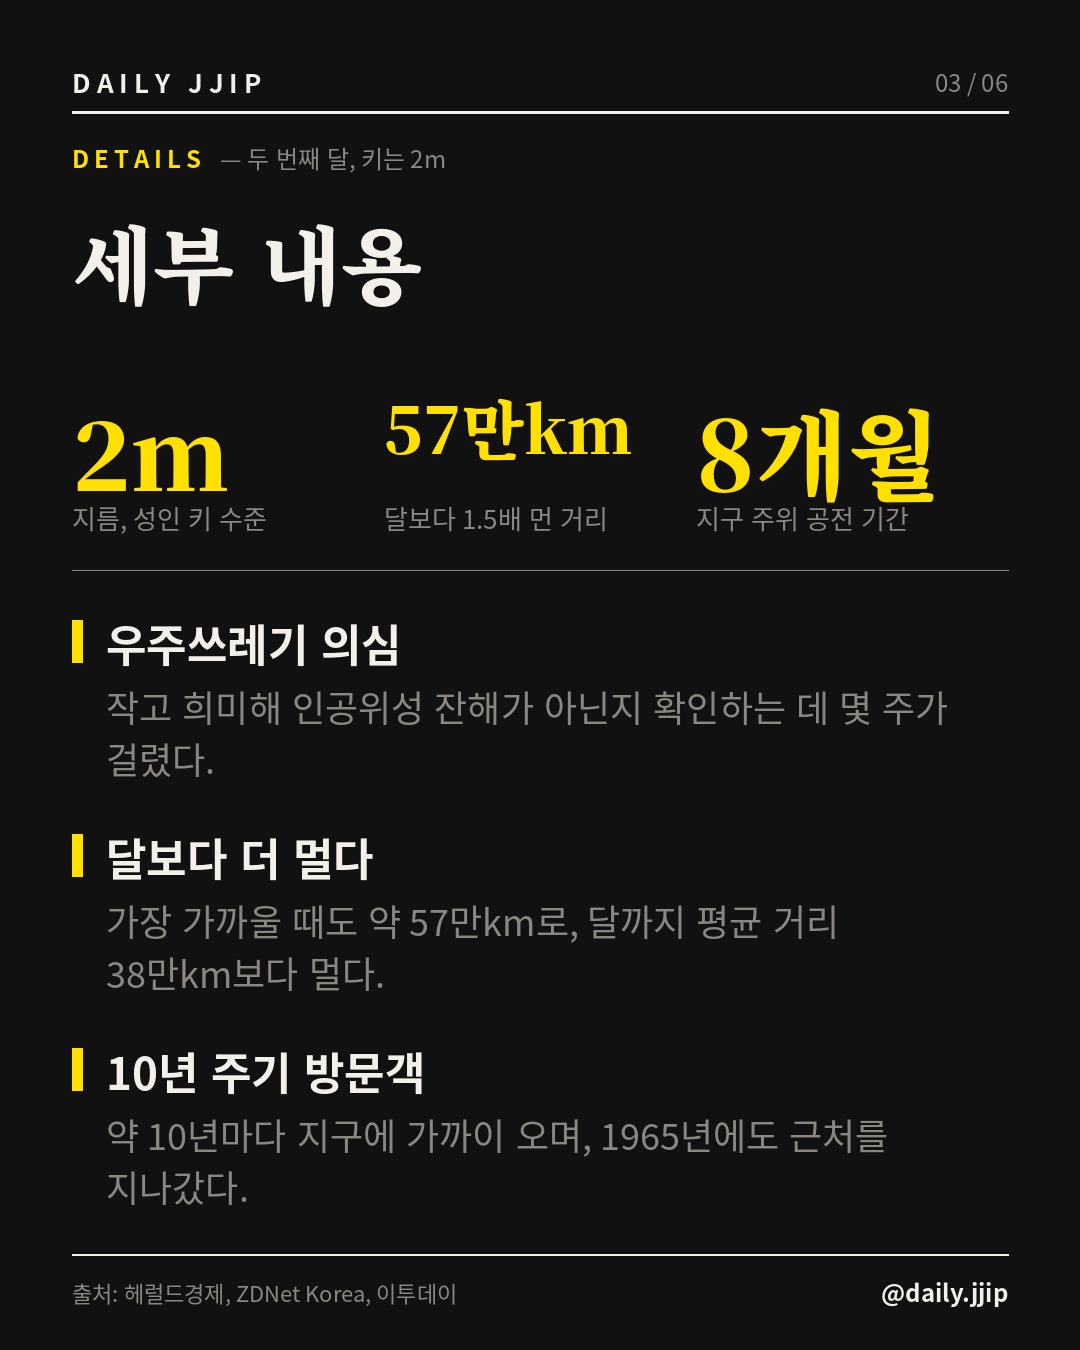 DAILY JJIP
03 / 06
DETAILS — 두 번째 달, 키는 2m
세부 내용
2m
지름, 성인 키 수준
57만km
달보다 1.5배 먼 거리
8개월
지구 주위 공전 기간
우주쓰레기 의심
작고 희미해 인공위성 잔해가 아닌지 확인하는 데 몇 주가
걸렸다.
달보다 더 멀다
가장 가까울 때도 약 57만km로, 달까지 평균 거리
38만km보다 멀다.
10년 주기 방문객
약 10년마다 지구에 가까이 오며, 1965년에도 근처를
지나갔다.
출처: 헤럴드경제, ZDNet Korea, 이투데이
@daily.jjip